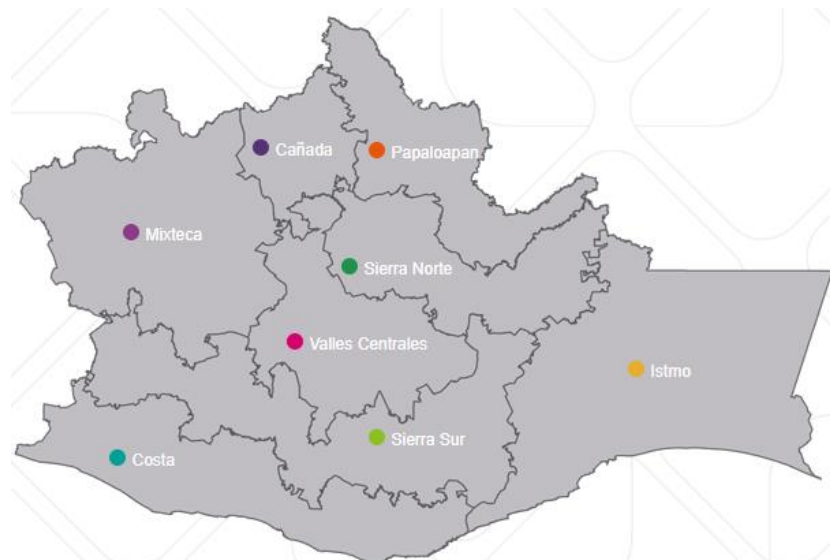 Cañada
Papaloapan
Mixteca
Sierra Norte
Valles Centrales
Istmo
Sierra Sur
Costa